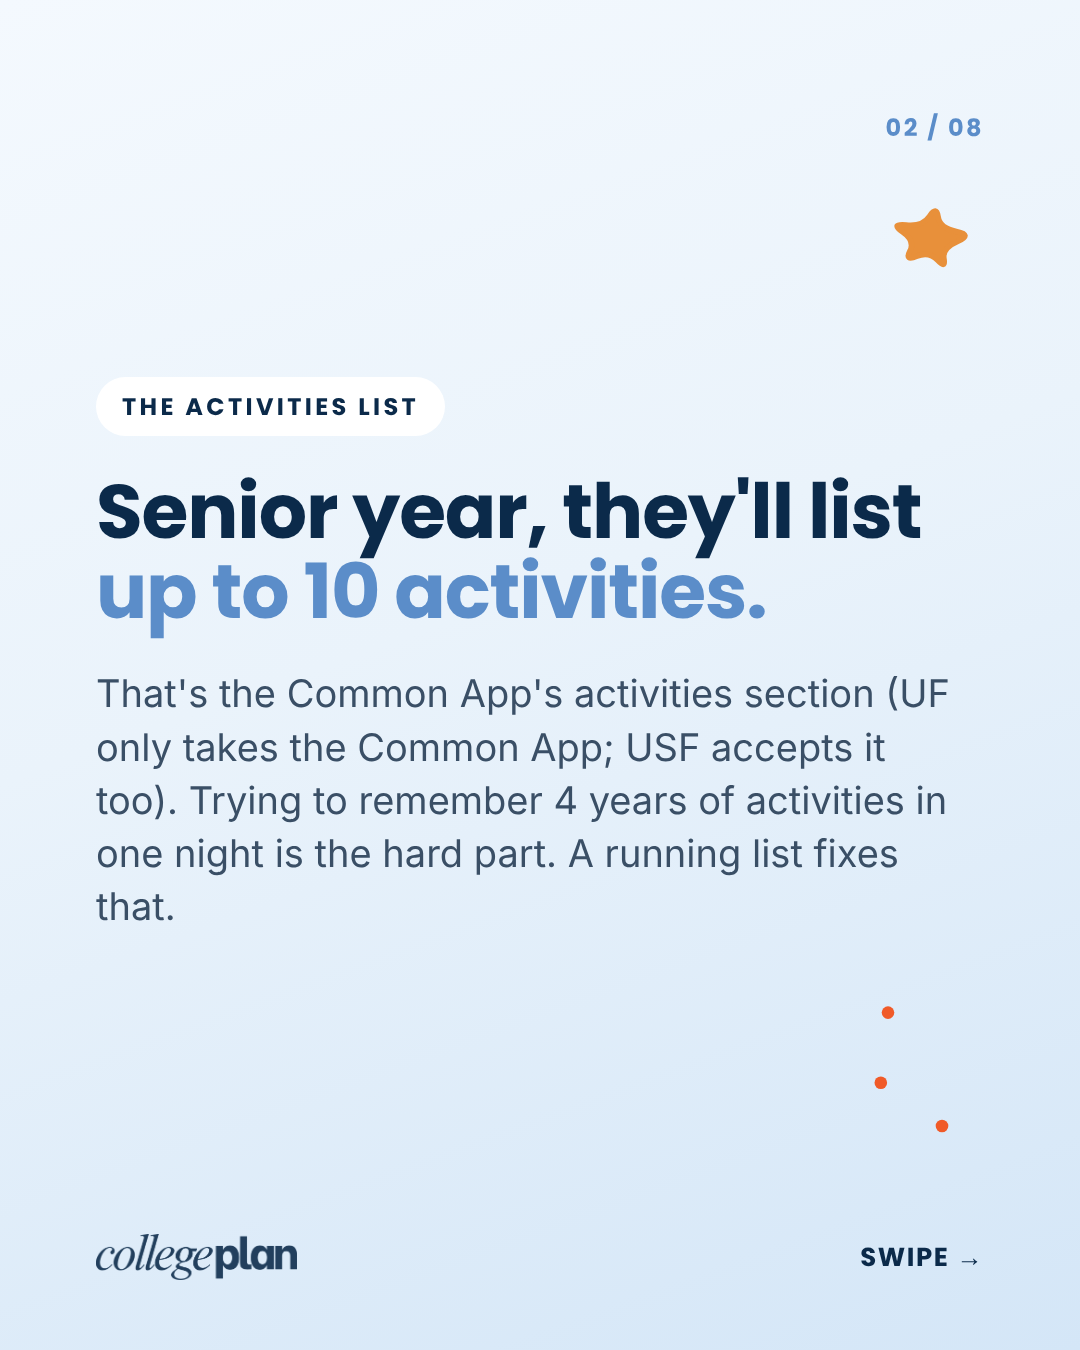 02 / 08
THE ACTIVITIES LIST
Senior year, they'll list
up to 10 activities.
That's the Common App's activities section (UF
only takes the Common App; USF accepts it
too). Trying to remember 4 years of activities in
one night is the hard part. A running list fixes
that.
collegeplan
SWIPE →